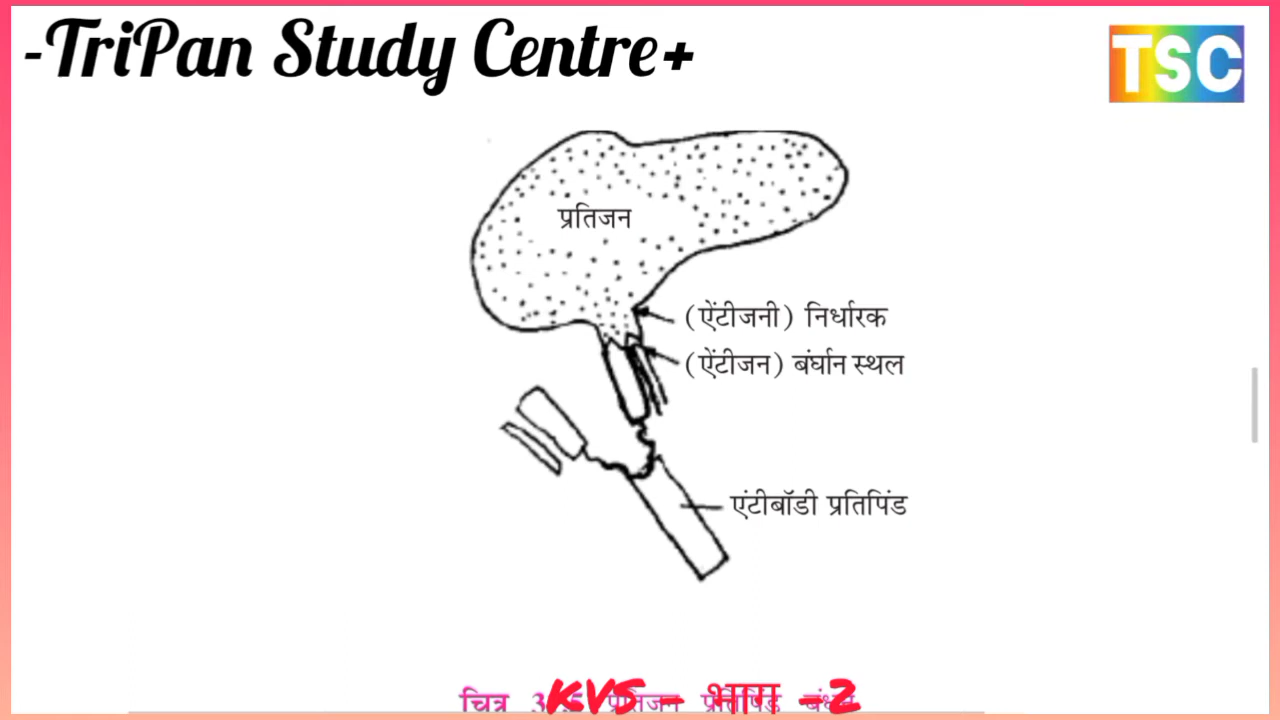 -TriPan Study Centre+
TSC
प्रतिजन
(ऐंटीजनी) निर्धारक
(ऐंटीजन) बंर्घान स्थल
एंटीबॉडी प्रतिपिंड
चित्र
KVS - भाग -2